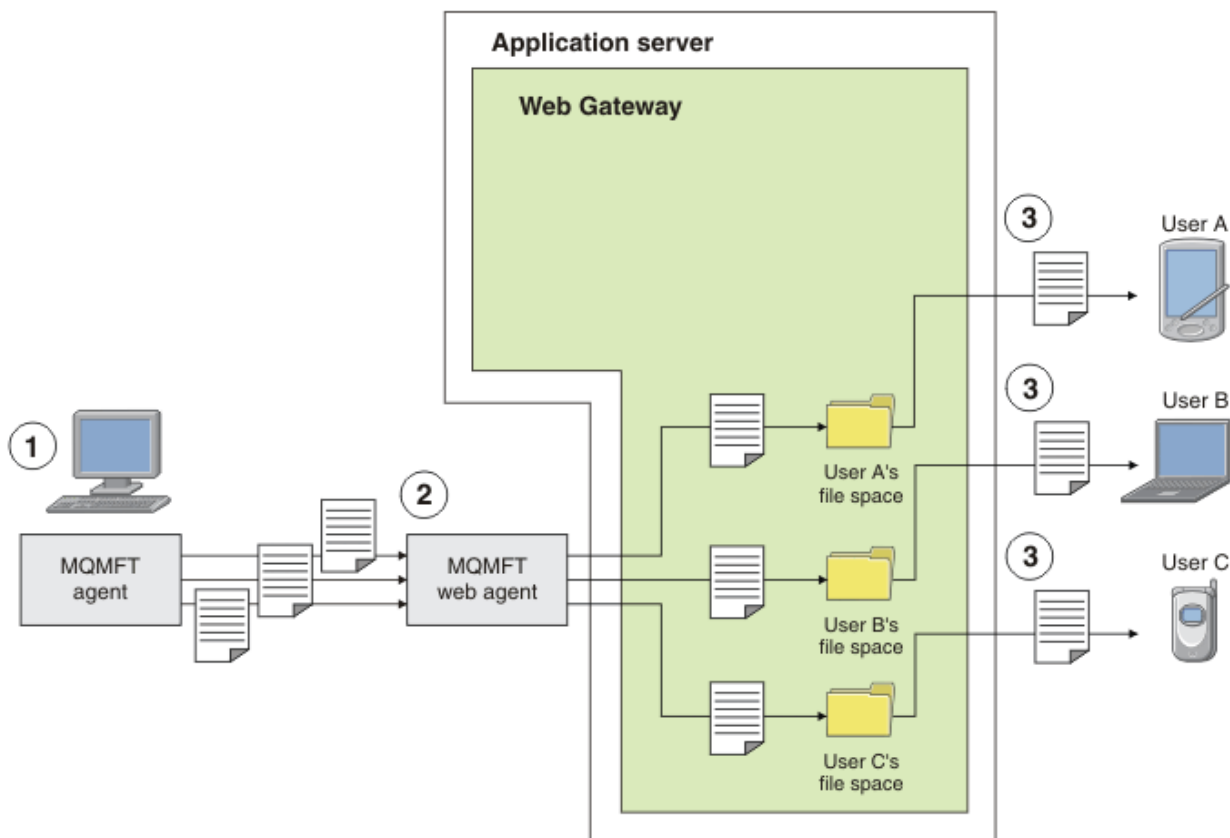 Application server
Web Gateway
3
User A
3
User B
1
User A's
file space
2
3
User C
MQMFT
agent
MQMFT
web agent
User B's
file space
User C's
file space